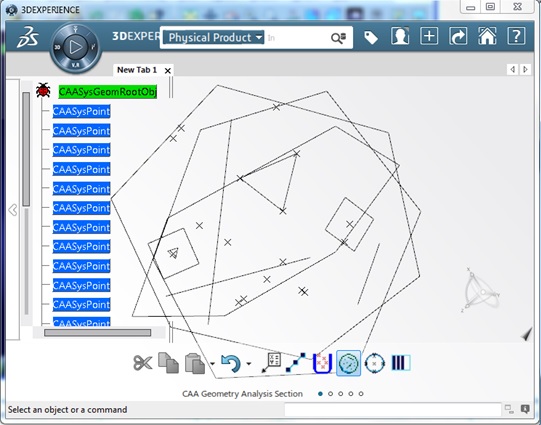 3DEXPERIENCE
3DEXPER
Physical Product
In
3D
V.R
New Tab 1
CAASysGeomRootObj
CAASysPoint
CAASysPoint
CAASysPoint
CAASysPoint
CAASysPoint
CAASysPoint
CAASysPoint
CAASysPoint
CAASysPoint
CAASysPoint
CAASysPoint
CAASysPoint
CAA Geometry Analysis Section
Select an object or a command